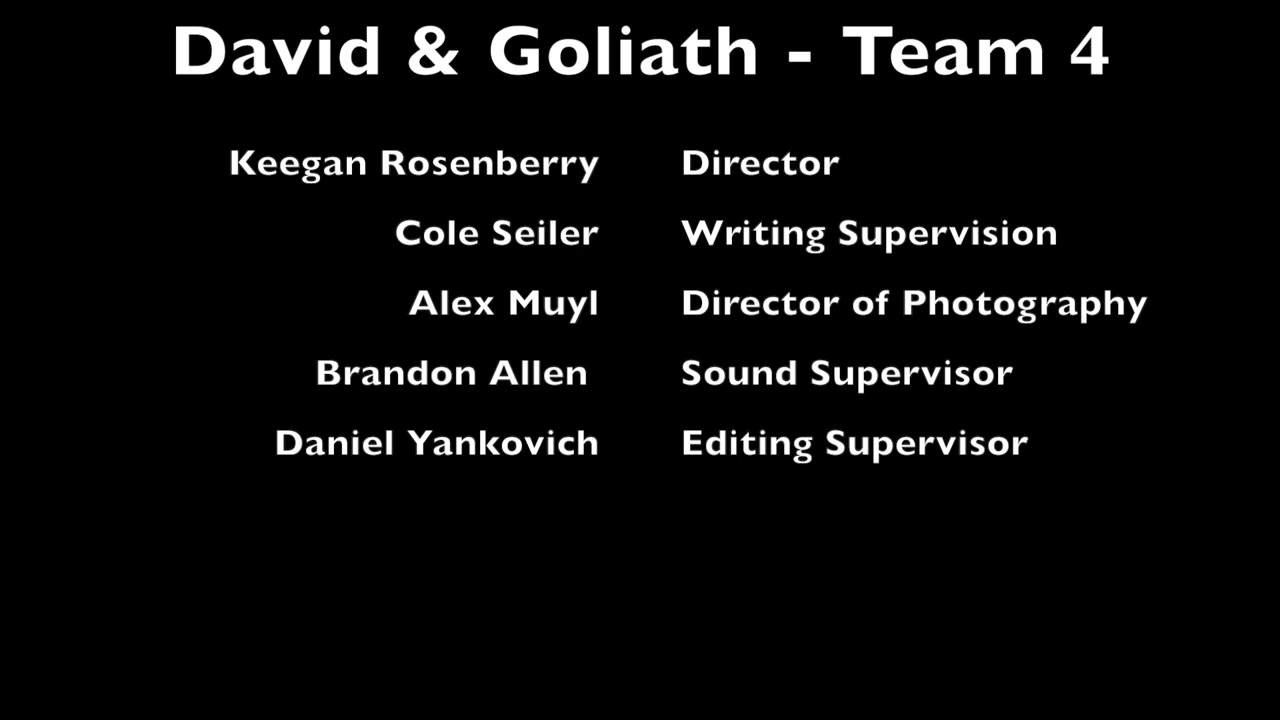 David & Goliath - Team 4
Keegan Rosenberry Director
Cole Seiler Writing Supervision
Alex Muyl Director of Photography
Brandon Allen Sound Supervisor
Daniel Yankovich Editing Supervisor